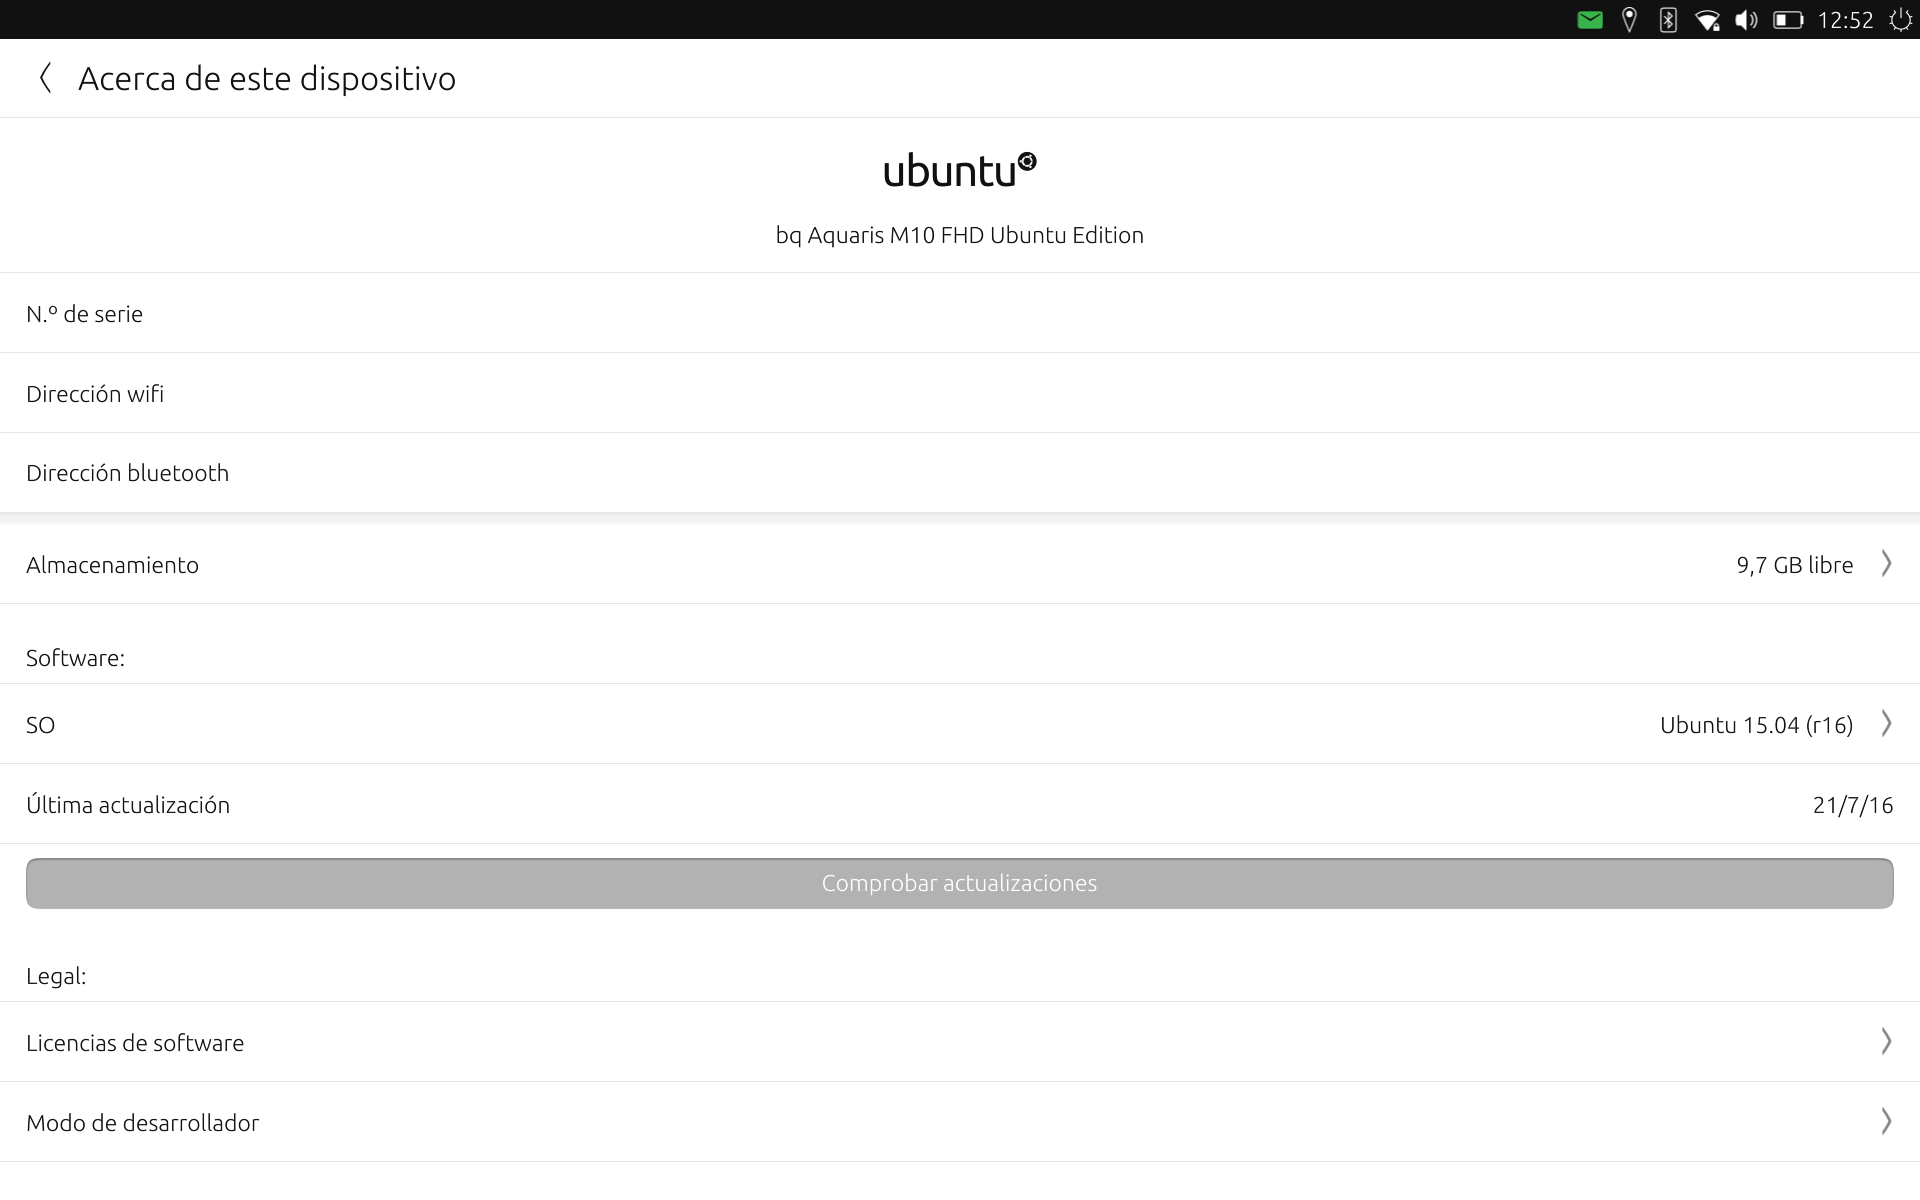 12:52
Acerca de este dispositivo
ubuntu
bq Aquaris M10 FHD Ubuntu Edition
N.º de serie
Dirección wifi
Dirección bluetooth
Almacenamiento 9,7 GB libre
Software:
SO Ubuntu 15.04 (r16)
Última actualización 21/7/16
Comprobar actualizaciones
Legal:
Licencias de software
Modo de desarrollador